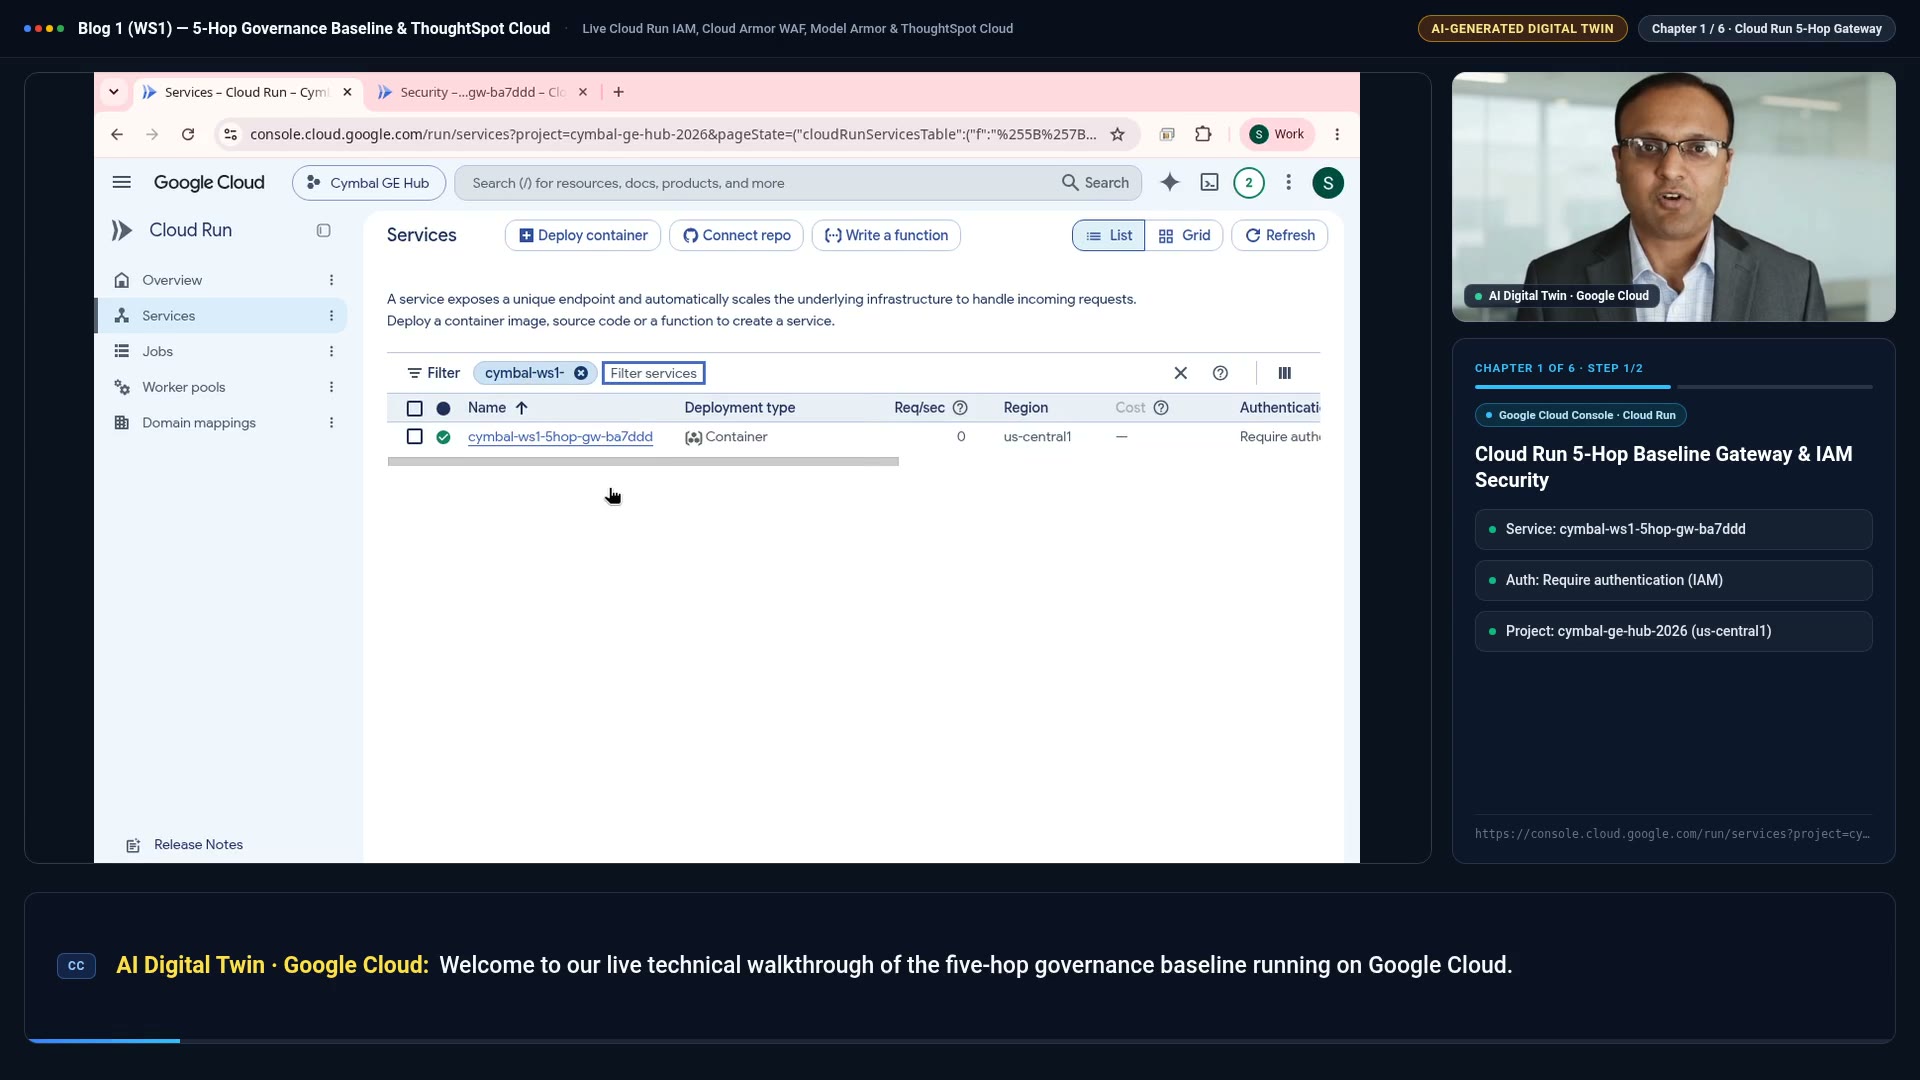 Blog 1 (WS1) — 5-Hop Governance Baseline & ThoughtSpot Cloud · Live Cloud Run IAM, Cloud Armor WAF, Model Armor & ThoughtSpot Cloud
AI-GENERATED DIGITAL TWIN
Chapter 1 / 6 · Cloud Run 5-Hop Gateway
Services – Cloud Run – Cymb
Security –...gw-ba7ddd – Clo
console.cloud.google.com/run/services?project=cymbal-ge-hub-2026&pageState=("cloudRunServicesTable":("f":"%255B%257B...
S Work
Google Cloud
Cymbal GE Hub
Search (/) for resources, docs, products, and more
Search
2
S
Cloud Run
Overview
Services
Jobs
Worker pools
Domain mappings
Release Notes
Services
Deploy container
Connect repo
Write a function
List
Grid
Refresh
A service exposes a unique endpoint and automatically scales the underlying infrastructure to handle incoming requests.
Deploy a container image, source code or a function to create a service.
Filter cymbal-ws1- Filter services
Name Deployment type Req/sec Region Cost Authenticati
cymbal-ws1-5hop-gw-ba7ddd Container 0 us-central1 — Require auth
AI Digital Twin · Google Cloud
CHAPTER 1 OF 6 · STEP 1/2
Google Cloud Console · Cloud Run
Cloud Run 5-Hop Baseline Gateway & IAM
Security
Service: cymbal-ws1-5hop-gw-ba7ddd
Auth: Require authentication (IAM)
Project: cymbal-ge-hub-2026 (us-central1)
https://console.cloud.google.com/run/services?project=cy…
CC AI Digital Twin · Google Cloud: Welcome to our live technical walkthrough of the five-hop governance baseline running on Google Cloud.